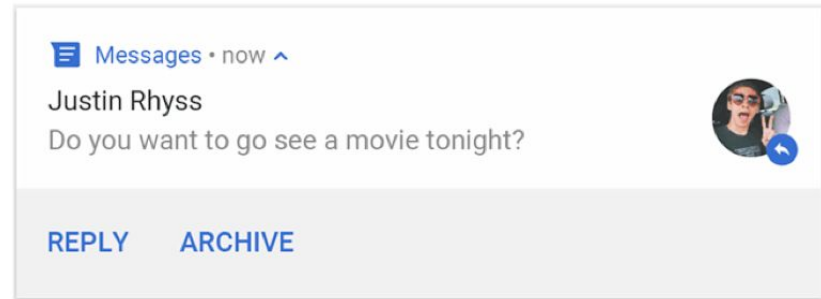 Messages • now
Justin Rhyss
Do you want to go see a movie tonight?
REPLY ARCHIVE